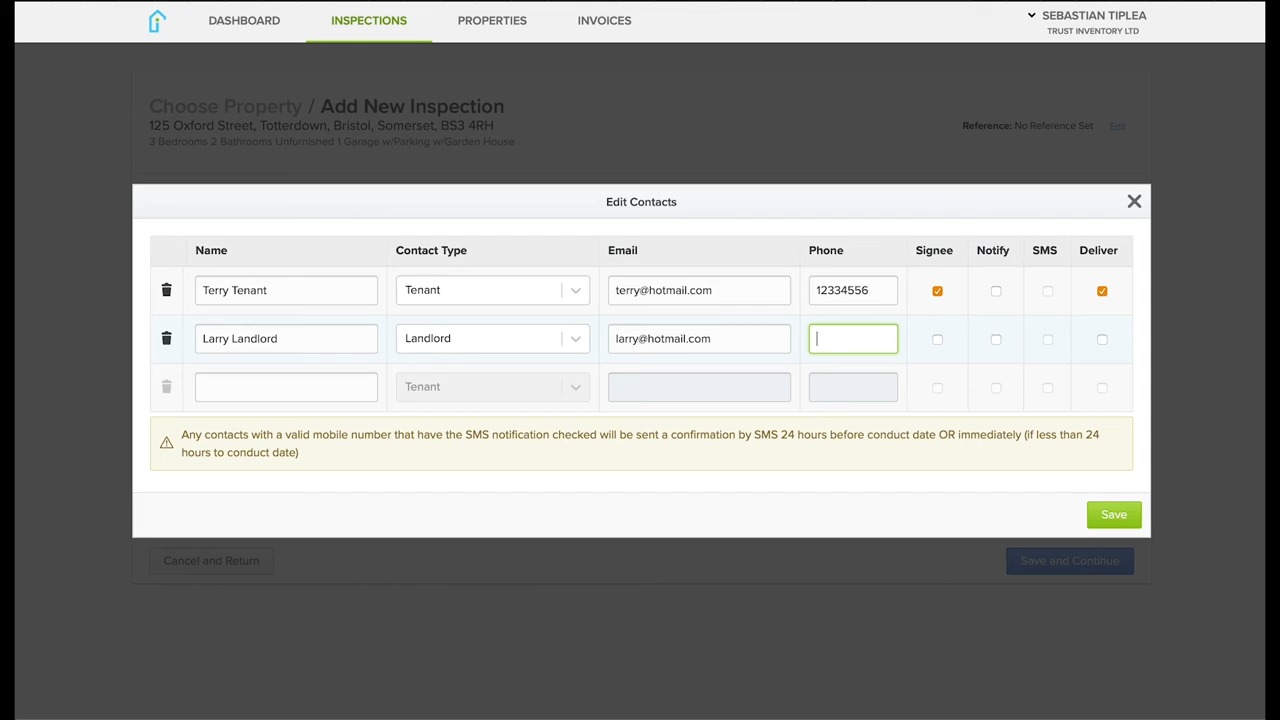 DASHBOARD INSPECTIONS PROPERTIES INVOICES SEBASTIAN TIPLEA
TRUST INVENTORY LTD
Choose Property / Add New Inspection
125 Oxford Street, Totterdown, Bristol, Somerset, BS3 4RH
Reference: No Reference Set Edit
3 Bedrooms 2 Bathrooms Unfurnished 1 Garage w/Parking w/Garden House
Edit Contacts
Name Contact Type Email Phone Signee Notify SMS Deliver
Terry Tenant Tenant terry@hotmail.com 12334556
Larry Landlord Landlord larry@hotmail.com
Tenant
Any contacts with a valid mobile number that have the SMS notification checked will be sent a confirmation by SMS 24 hours before conduct date OR immediately (if less than 24
hours to conduct date)
Save
Cancel and Return Save and Continue